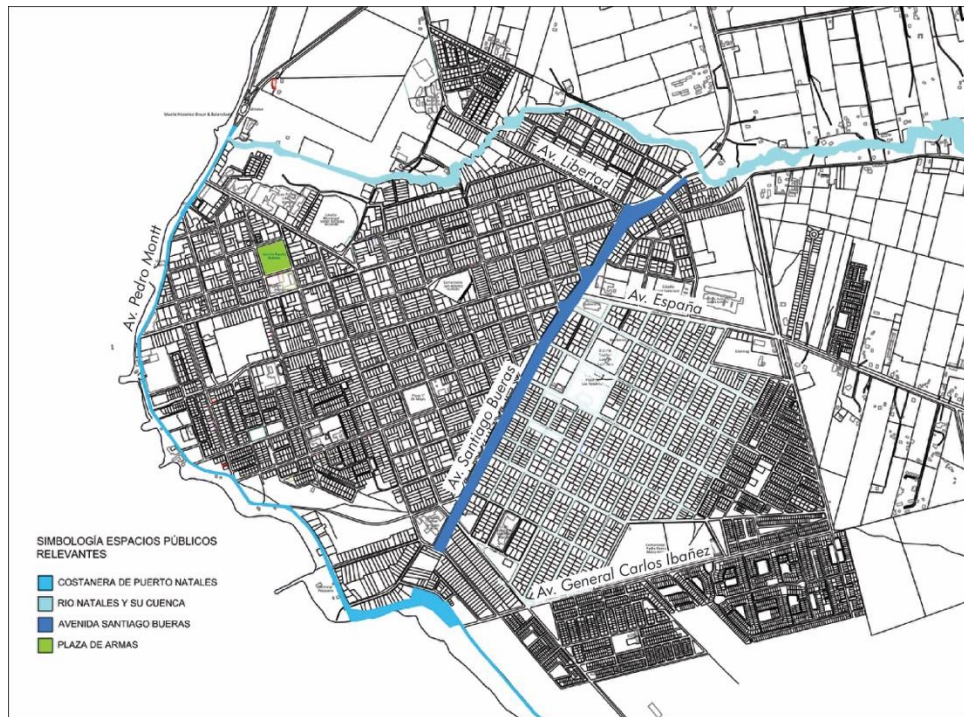 Av. Libertad
Av. Pedro Montt
Av. España
Av. Santiago Bueras
Av. General Carlos Ibañez
SIMBOLOGÍA ESPACIOS PÚBLICOS
RELEVANTES
COSTANERA DE PUERTO NATALES
RIO NATALES Y SU CUENCA
AVENIDA SANTIAGO BUERAS
PLAZA DE ARMAS